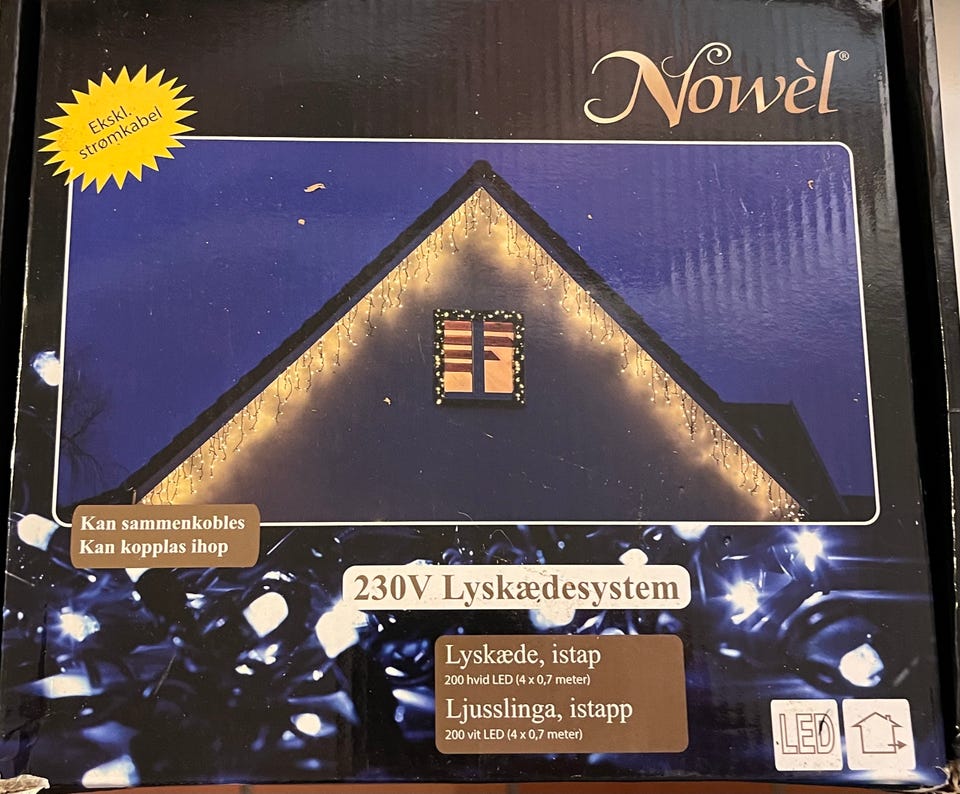 Nowèl®
Ekskl.
strømkabel
Kan sammenkobles
Kan kopplas ihop
230V Lyskædesystem
Lyskæde, istap
200 hvid LED (4 x 0,7 meter)
Ljusslinga, istapp
200 vit LED (4 x 0,7 meter)
LED